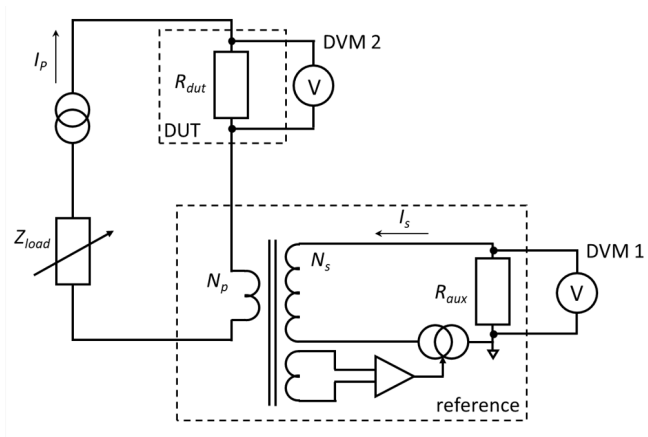 DVM 2
I_P
R_dut
V
DUT
I_s
Z_load
DVM 1
N_p
N_s
R_aux
V
reference